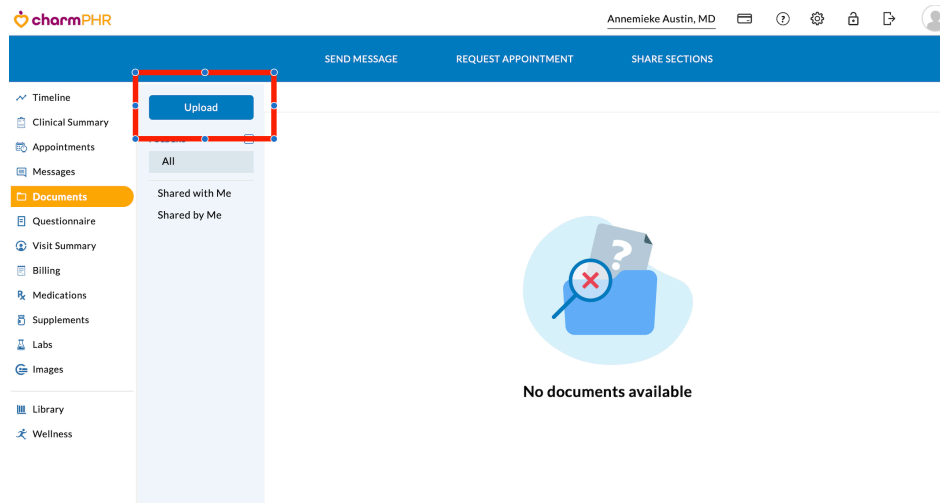 charmPHR
Annemieke Austin, MD
SEND MESSAGE REQUEST APPOINTMENT SHARE SECTIONS
Timeline
Clinical Summary
Appointments
Messages
Documents
Questionnaire
Visit Summary
Billing
Medications
Supplements
Labs
Images
Library
Wellness
Upload
All
Shared with Me
Shared by Me
?
No documents available